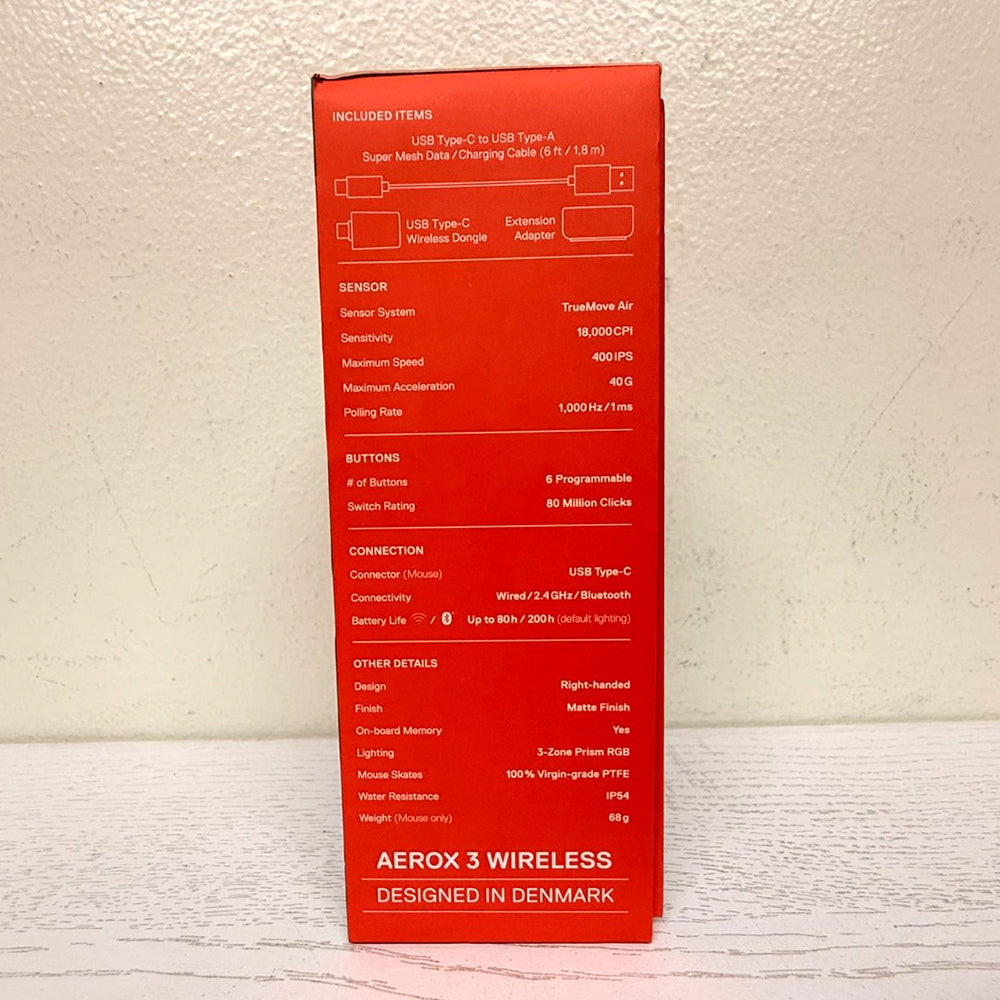 INCLUDED ITEMS
USB Type-C to USB Type-A
Super Mesh Data / Charging Cable (6 ft / 1,8 m)
USB Type-C
Wireless Dongle
Extension
Adapter
SENSOR
Sensor System TrueMove Air
Sensitivity 18,000 CPI
Maximum Speed 400 IPS
Maximum Acceleration 40 G
Polling Rate 1,000 Hz / 1 ms
BUTTONS
# of Buttons 6 Programmable
Switch Rating 80 Million Clicks
CONNECTION
Connector (Mouse) USB Type-C
Connectivity Wired / 2.4 GHz / Bluetooth
Battery Life / Up to 80 h / 200 h (default lighting)
OTHER DETAILS
Design Right-handed
Finish Matte Finish
On-board Memory Yes
Lighting 3-Zone Prism RGB
Mouse Skates 100 % Virgin-grade PTFE
Water Resistance IP54
Weight (Mouse only) 68 g
AEROX 3 WIRELESS
DESIGNED IN DENMARK